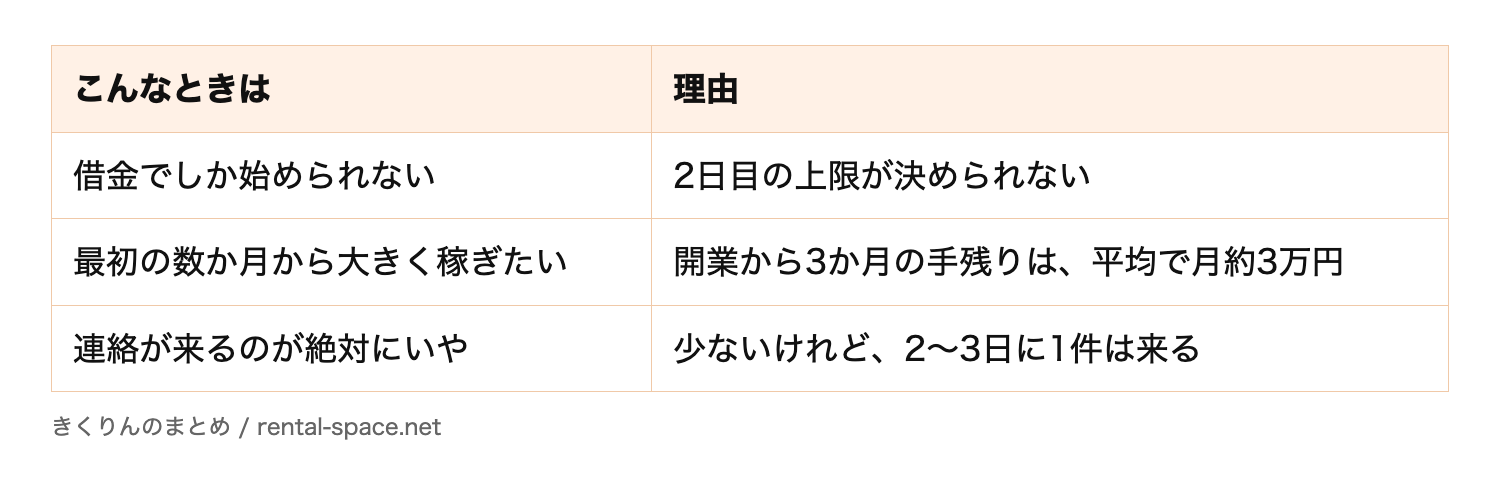 こんなときは 理由
借金でしか始められない 2日目の上限が決められない
最初の数か月から大きく稼ぎたい 開業から3か月の手残りは、平均で月約3万円
連絡が来るのが絶対にいや 少ないけれど、2〜3日に1件は来る
きくりんのまとめ / rental-space.net